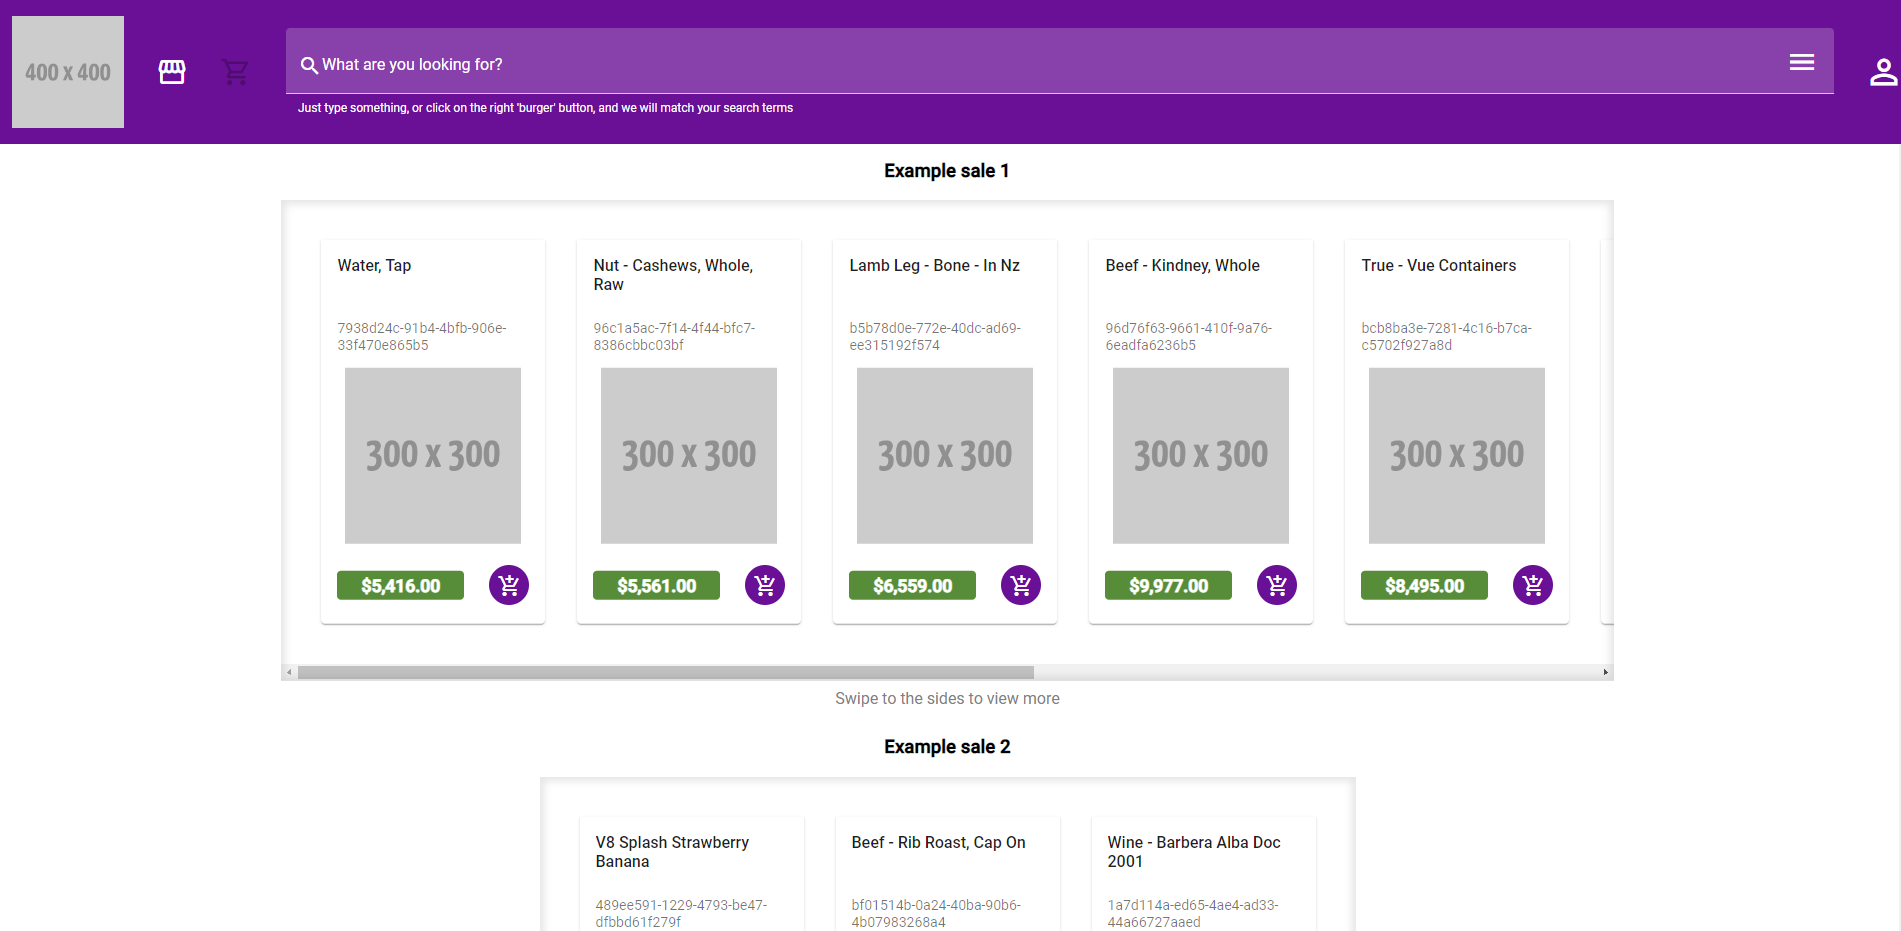 400 x 400
What are you looking for?
Just type something, or click on the right 'burger' button, and we will match your search terms
Example sale 1
Water, Tap
7938d24c-91b4-4bfb-906e-
33f470e865b5
300 x 300
$5,416.00
Nut - Cashews, Whole,
Raw
96c1a5ac-7f14-4f44-bfc7-
8386cbbc03bf
300 x 300
$5,561.00
Lamb Leg - Bone - In Nz
b5b78d0e-772e-40dc-ad69-
ee315192f574
300 x 300
$6,559.00
Beef - Kindney, Whole
96d76f63-9661-410f-9a76-
6eadfa6236b5
300 x 300
$9,977.00
True - Vue Containers
bcb8ba3e-7281-4c16-b7ca-
c5702f927a8d
300 x 300
$8,495.00
Swipe to the sides to view more
Example sale 2
V8 Splash Strawberry
Banana
489ee591-1229-4793-be47-
dfbbd61f279f
Beef - Rib Roast, Cap On
bf01514b-0a24-40ba-90b6-
4b07983268a4
Wine - Barbera Alba Doc
2001
1a7d114a-ed65-4ae4-ad33-
44a66727aaed